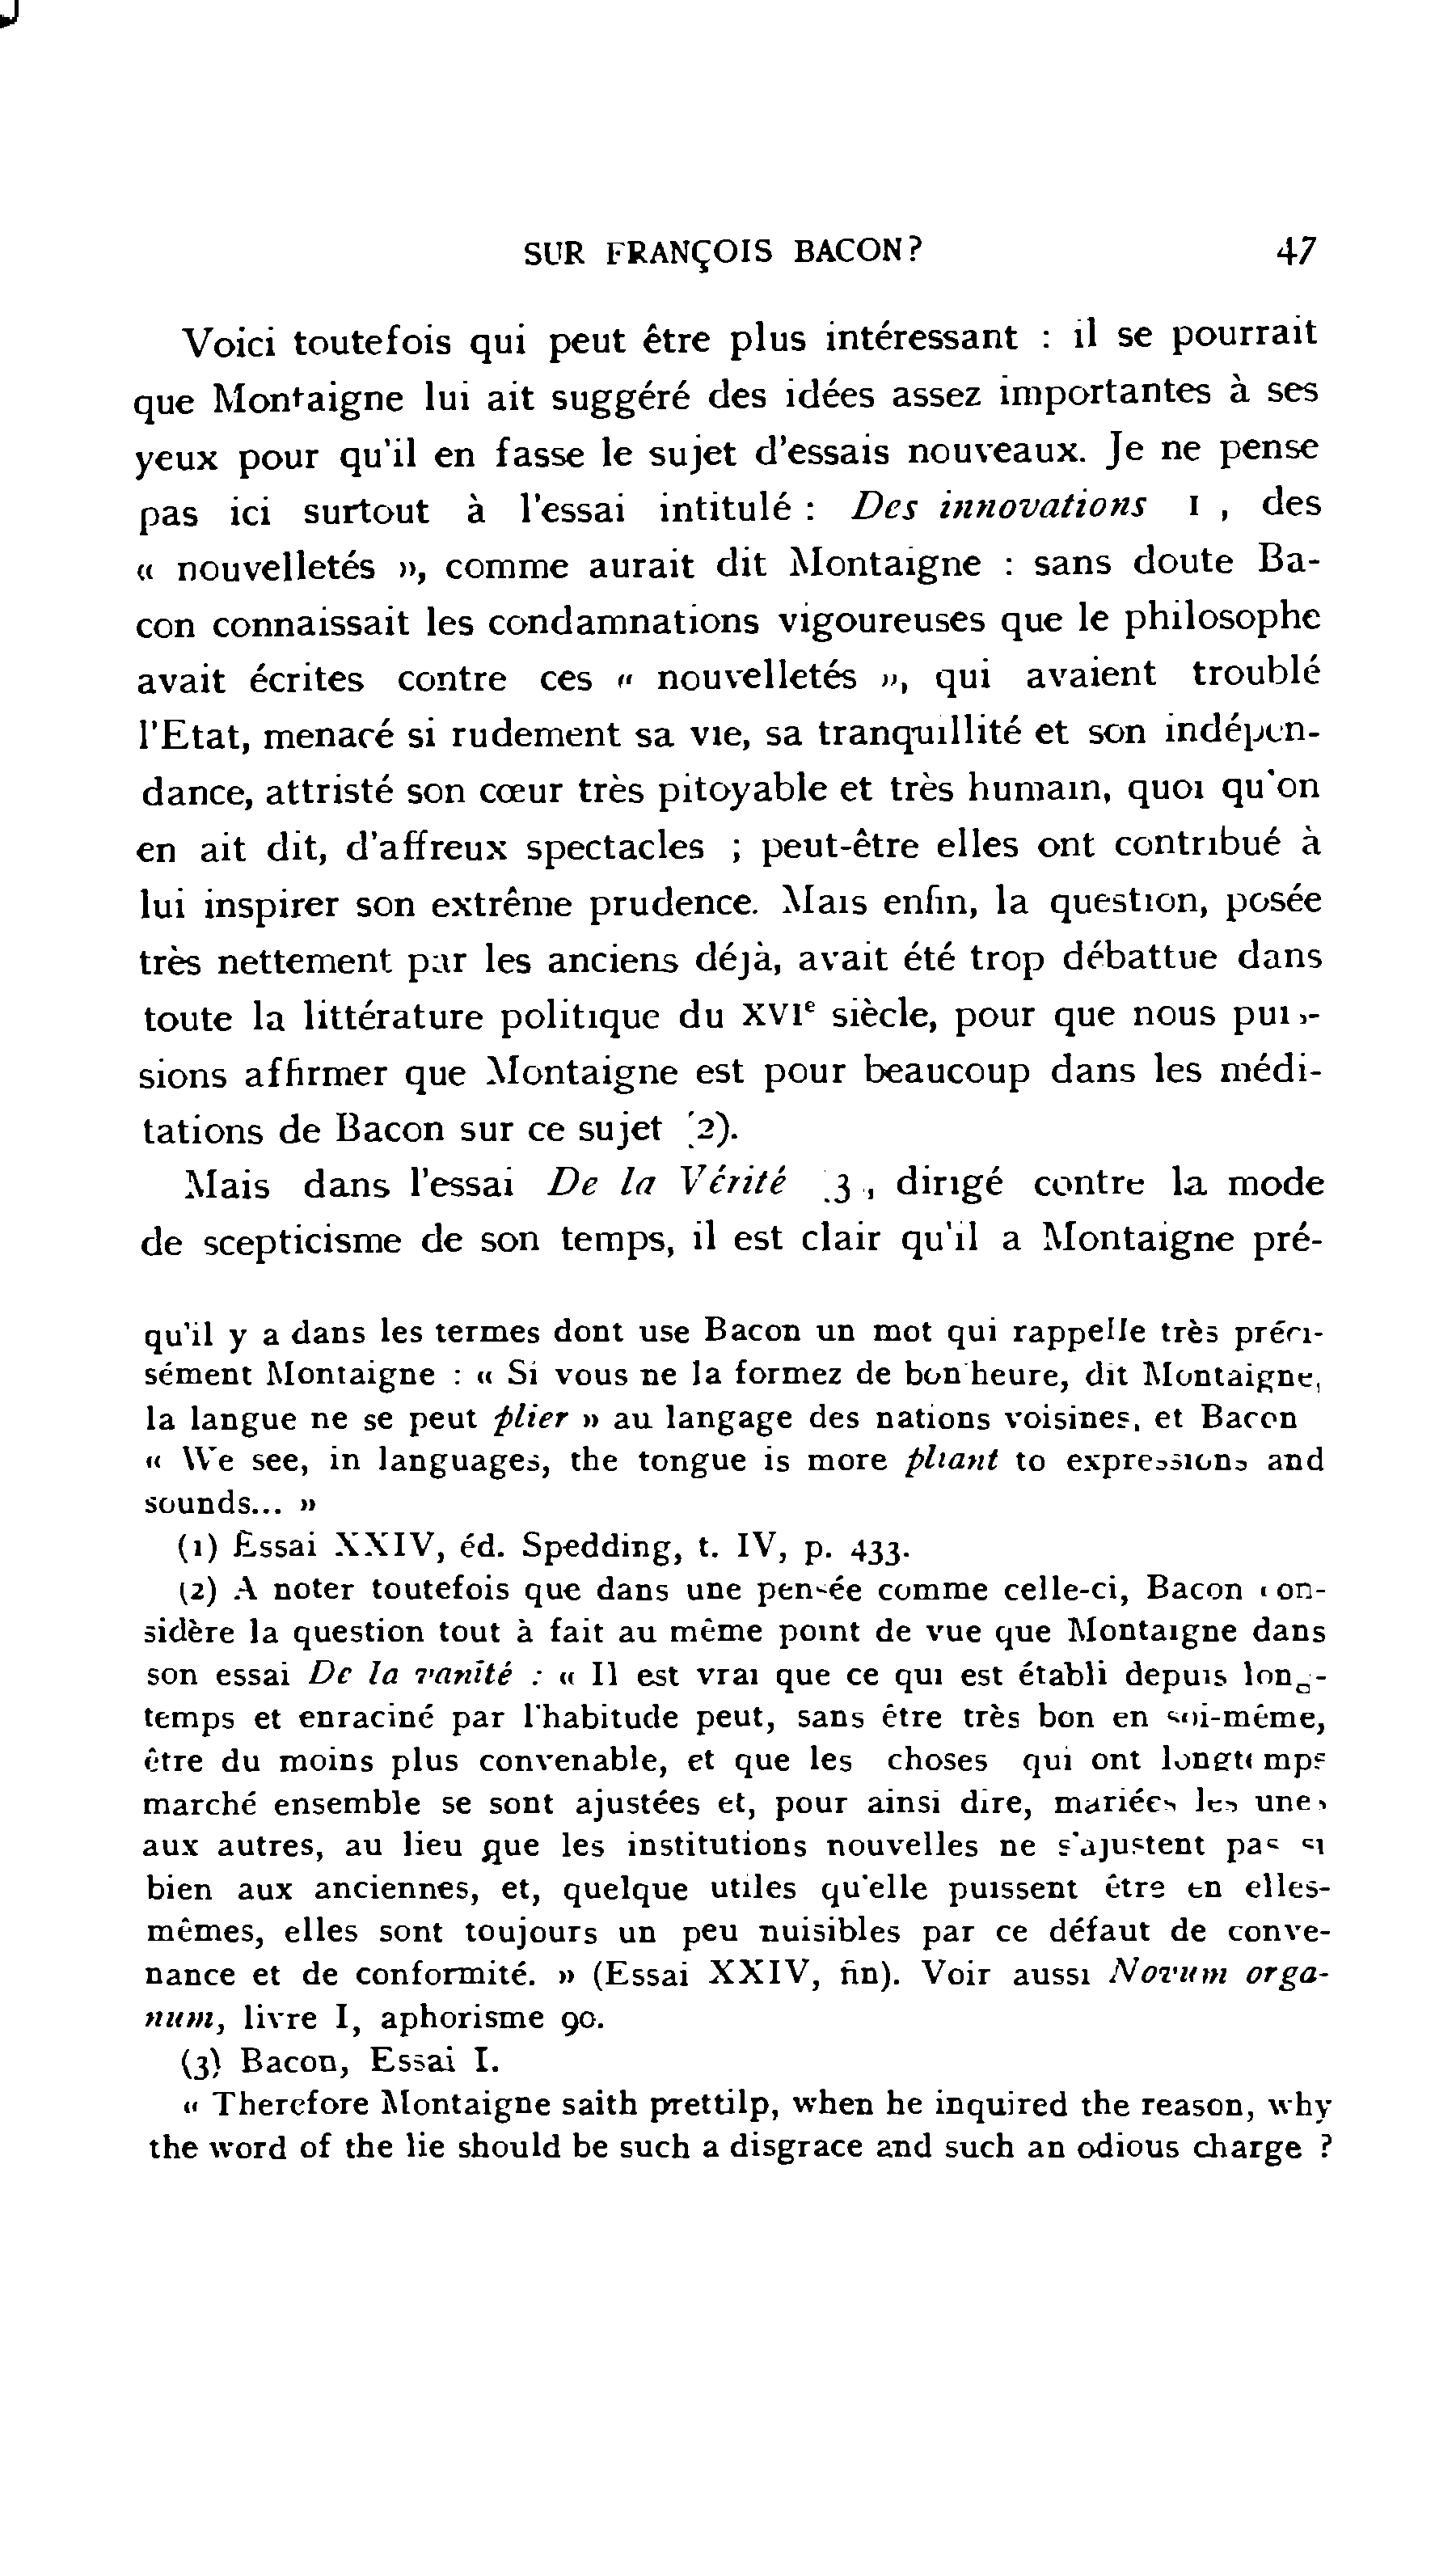 SUR FRANÇOIS BACON? 47
Voici toutefois qui peut être plus intéressant : il se pourrait
que Montaigne lui ait suggéré des idées assez importantes à ses
yeux pour qu'il en fasse le sujet d'essais nouveaux. Je ne pense
pas ici surtout à l'essai intitulé : Des innovations 1 , des
« nouvelletés », comme aurait dit Montaigne : sans doute Ba-
con connaissait les condamnations vigoureuses que le philosophe
avait écrites contre ces « nouvelletés », qui avaient troublé
l'Etat, menacé si rudement sa vie, sa tranquillité et son indépen-
dance, attristé son cœur très pitoyable et très humain, quoi qu'on
en ait dit, d'affreux spectacles ; peut-être elles ont contribué à
lui inspirer son extrême prudence. Mais enfin, la question, posée
très nettement par les anciens déjà, avait été trop débattue dans
toute la littérature politique du XVIe siècle, pour que nous puis-
sions affirmer que Montaigne est pour beaucoup dans les médi-
tations de Bacon sur ce sujet (2).
Mais dans l'essai De la Vérité (3), dirigé contre la mode
de scepticisme de son temps, il est clair qu'il a Montaigne pré-
qu'il y a dans les termes dont use Bacon un mot qui rappelle très préci-
sément Montaigne : « Si vous ne la formez de bon heure, dit Montaigne,
la langue ne se peut plier » au langage des nations voisines, et Bacon
« We see, in languages, the tongue is more pliant to expressions and
sounds... »
(1) Essai XXIV, éd. Spedding, t. IV, p. 433.
(2) A noter toutefois que dans une pensée comme celle-ci, Bacon con-
sidère la question tout à fait au même point de vue que Montaigne dans
son essai De la vanité : « Il est vrai que ce qui est établi depuis long-
temps et enraciné par l'habitude peut, sans être très bon en soi-même,
être du moins plus convenable, et que les choses qui ont longtemps
marché ensemble se sont ajustées et, pour ainsi dire, mariées les unes
aux autres, au lieu que les institutions nouvelles ne s'ajustent pas si
bien aux anciennes, et, quelque utiles qu'elle puissent être en elles-
mêmes, elles sont toujours un peu nuisibles par ce défaut de conve-
nance et de conformité. » (Essai XXIV, fin). Voir aussi Novum orga-
num, livre I, aphorisme 90.
(3) Bacon, Essai I.
« Therefore Montaigne saith prettilp, when he inquired the reason, why
the word of the lie should be such a disgrace and such an odious charge ?